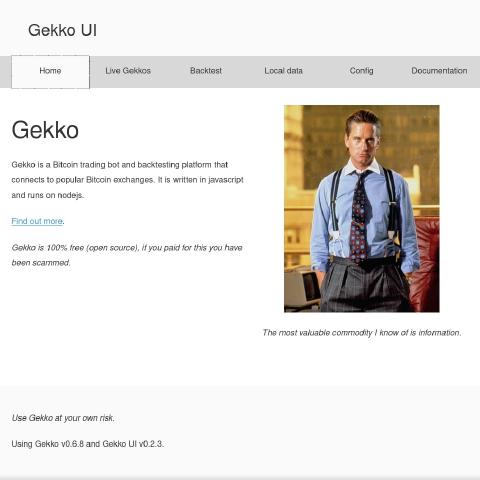 Gekko UI
Home Live Gekkos Backtest Local data Config Documentation
Gekko
Gekko is a Bitcoin trading bot and backtesting platform that
connects to popular Bitcoin exchanges. It is written in javascript
and runs on nodejs.
Find out more.
Gekko is 100% free (open source), if you paid for this you have
been scammed.
The most valuable commodity I know of is information.
Use Gekko at your own risk.
Using Gekko v0.6.8 and Gekko UI v0.2.3.